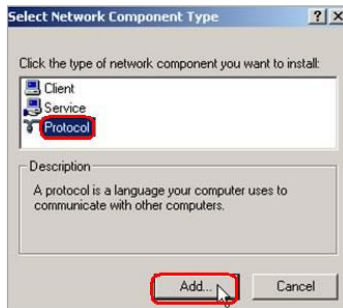 Select Network Component Type
Click the type of network component you want to install:
Client
Service
Protocol
Description
A protocol is a language your computer uses to
communicate with other computers.
Add...
Cancel